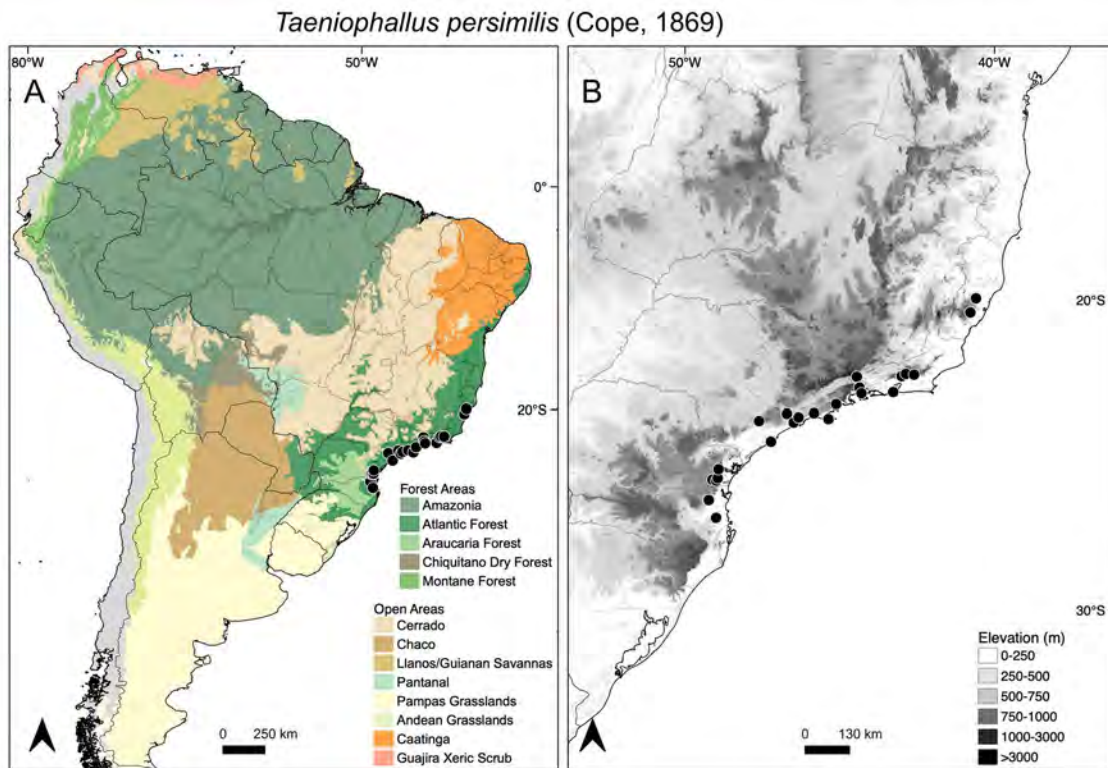 Taeniophallus persimilis (Cope, 1869)
80°W
50°W
A
0°
20°S
Forest Areas
Amazonia
Atlantic Forest
Araucaria Forest
Chiquitano Dry Forest
Montane Forest
Open Areas
Cerrado
Chaco
Llanos/Guianan Savannas
Pantanal
Pampas Grasslands
Andean Grasslands
Caatinga
Guajira Xeric Scrub
0 250 km
50°W
40°W
B
20°S
30°S
Elevation (m)
0-250
250-500
500-750
750-1000
1000-3000
>3000
0 130 km